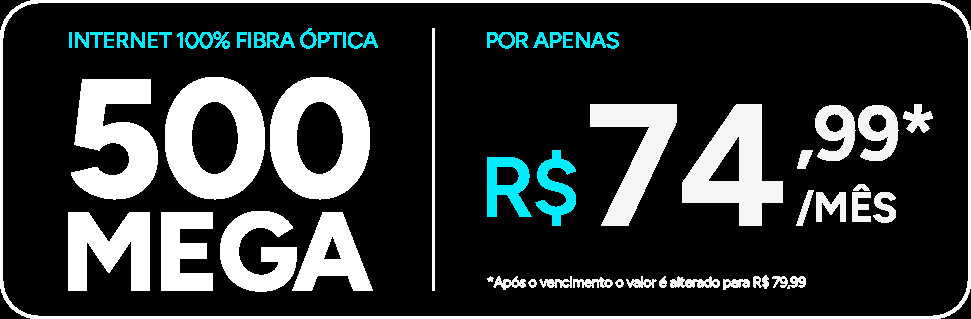 INTERNET 100% FIBRA ÓPTICA
500
MEGA
POR APENAS
R$ 74,99*
/MÊS
*Após o vencimento o valor é alterado para R$ 79,99